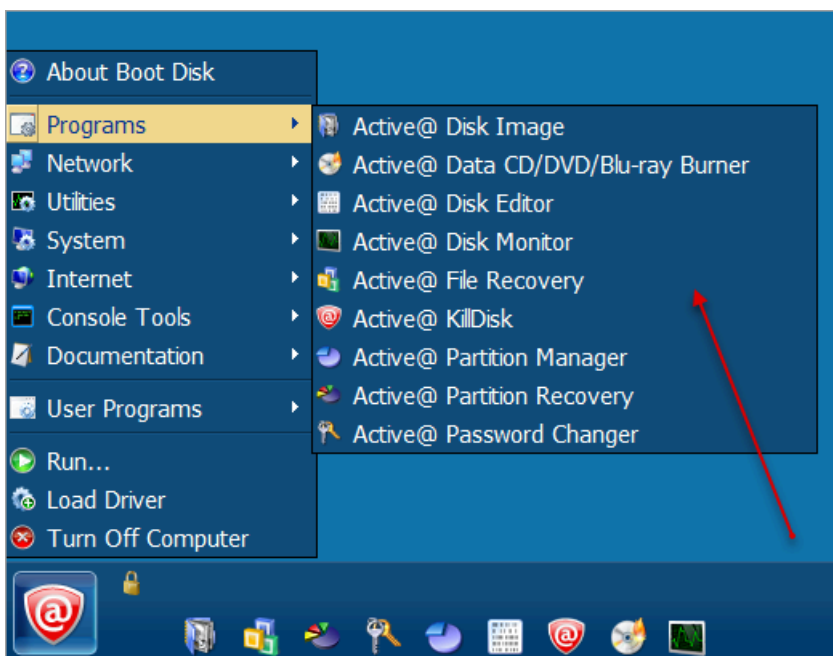 About Boot Disk
Programs
Network
Utilities
System
Internet
Console Tools
Documentation
User Programs
Run...
Load Driver
Turn Off Computer
Active@ Disk Image
Active@ Data CD/DVD/Blu-ray Burner
Active@ Disk Editor
Active@ Disk Monitor
Active@ File Recovery
Active@ KillDisk
Active@ Partition Manager
Active@ Partition Recovery
Active@ Password Changer